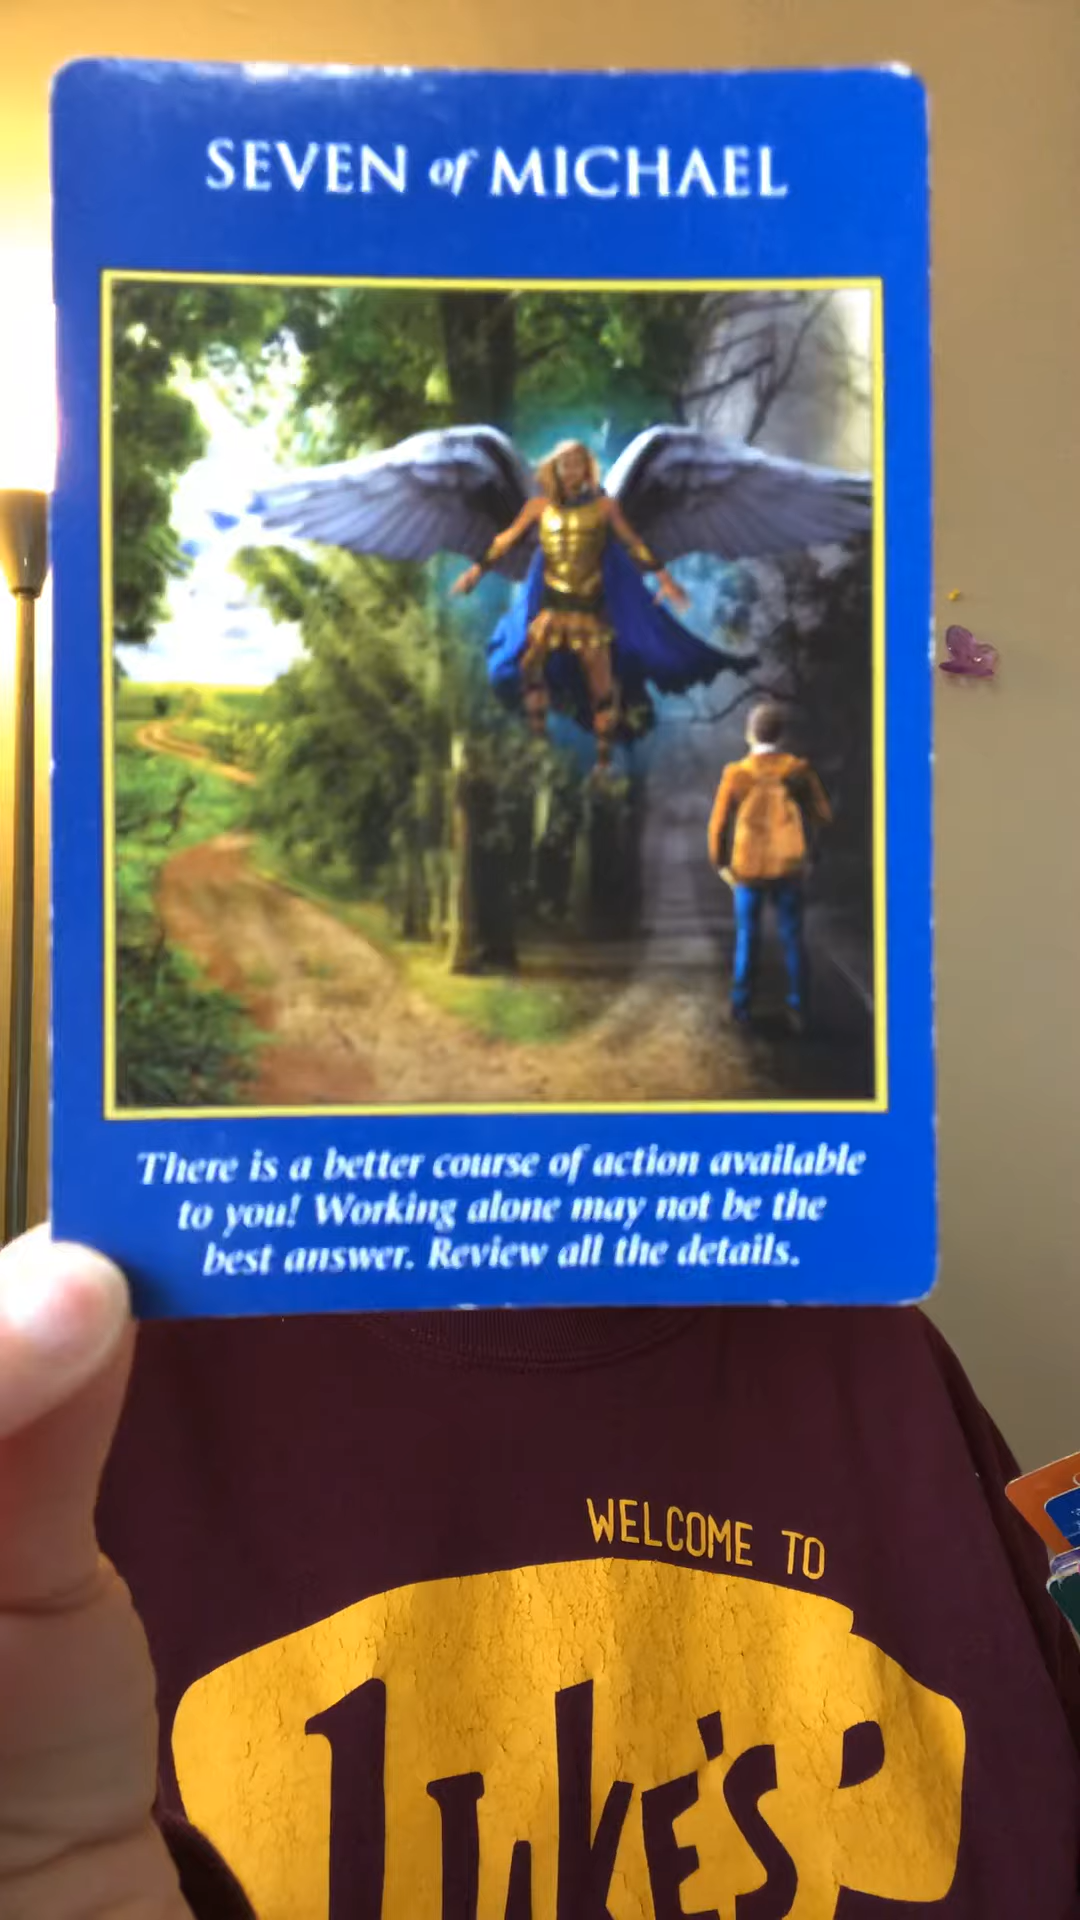 SEVEN of MICHAEL
There is a better course of action available
to you! Working alone may not be the
best answer. Review all the details.
WELCOME TO
LUKE'S